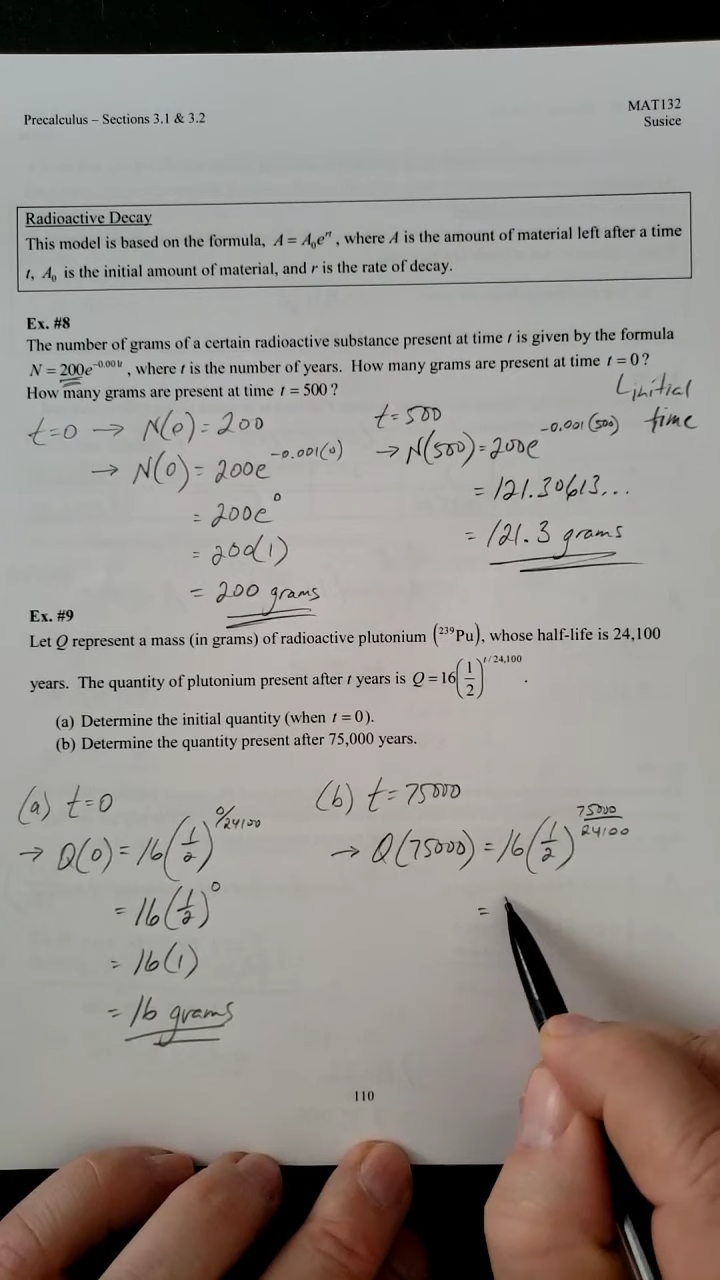 Precalculus – Sections 3.1 & 3.2
MAT132
Susice
Radioactive Decay
This model is based on the formula, A = A₀eʳᵗ, where A is the amount of material left after a time
t, A₀ is the initial amount of material, and r is the rate of decay.
Ex. #8
The number of grams of a certain radioactive substance present at time t is given by the formula
N = 200e^(-0.001t), where t is the number of years. How many grams are present at time t = 0?
How many grams are present at time t = 500?
initial
time
t=0 → N(0) = 200
→ N(0) = 200e^(-0.001(0))
= 200e⁰
= 200(1)
= 200 grams
t=500
→ N(500) = 200e^(-0.001(500))
= 121.30613...
= 121.3 grams
Ex. #9
Let Q represent a mass (in grams) of radioactive plutonium (²³⁹Pu), whose half-life is 24,100
years. The quantity of plutonium present after t years is Q = 16(1/2)^(t/24,100).
(a) Determine the initial quantity (when t = 0).
(b) Determine the quantity present after 75,000 years.
(a) t=0
→ Q(0) = 16(1/2)^(0/24100)
= 16(1/2)⁰
= 16(1)
= 16 grams
(b) t=75000
→ Q(75000) = 16(1/2)^(75000/24100)
=
110